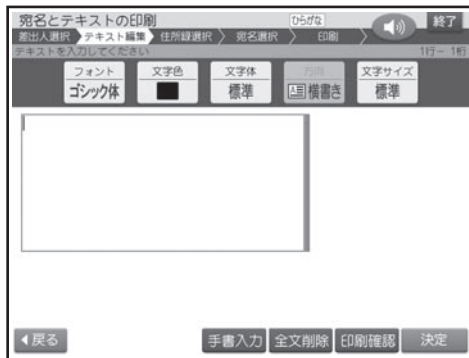 宛名とテキストの印刷 ひらがな 終了
差出人選択 テキスト編集 住所録選択 宛名選択 印刷
テキストを入力してください 1行- 1桁
フォント 文字色 文字体 方向 文字サイズ
ゴシック体 標準 横書き 標準
戻る 手書入力 全文削除 印刷確認 決定